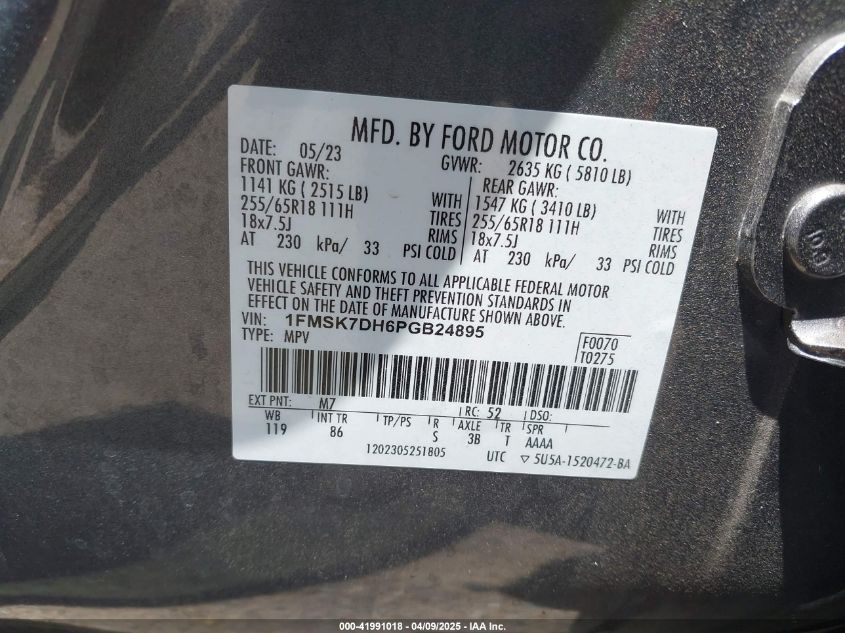 MFD. BY FORD MOTOR CO.
DATE: 05/23 GVWR: 2635 KG ( 5810 LB)
FRONT GAWR: REAR GAWR:
1141 KG ( 2515 LB) WITH 1547 KG ( 3410 LB) WITH
255/65R18 111H TIRES 255/65R18 111H TIRES
18x7.5J RIMS 18x7.5J RIMS
AT 230 kPa/ 33 PSI COLD AT 230 kPa/ 33 PSI COLD
THIS VEHICLE CONFORMS TO ALL APPLICABLE FEDERAL MOTOR
VEHICLE SAFETY AND THEFT PREVENTION STANDARDS IN
EFFECT ON THE DATE OF MANUFACTURE SHOWN ABOVE.
VIN: 1FMSK7DH6PGB24895
TYPE: MPV F0070
T0275
EXT PNT: M7 RC: 52 DSO:
WB INT TR TP/PS R AXLE TR SPR
119 86 S 3B T AAAA
1202305251805 UTC ▽ 5U5A-1520472-BA
000-41991018 - 04/09/2025 - IAA Inc.